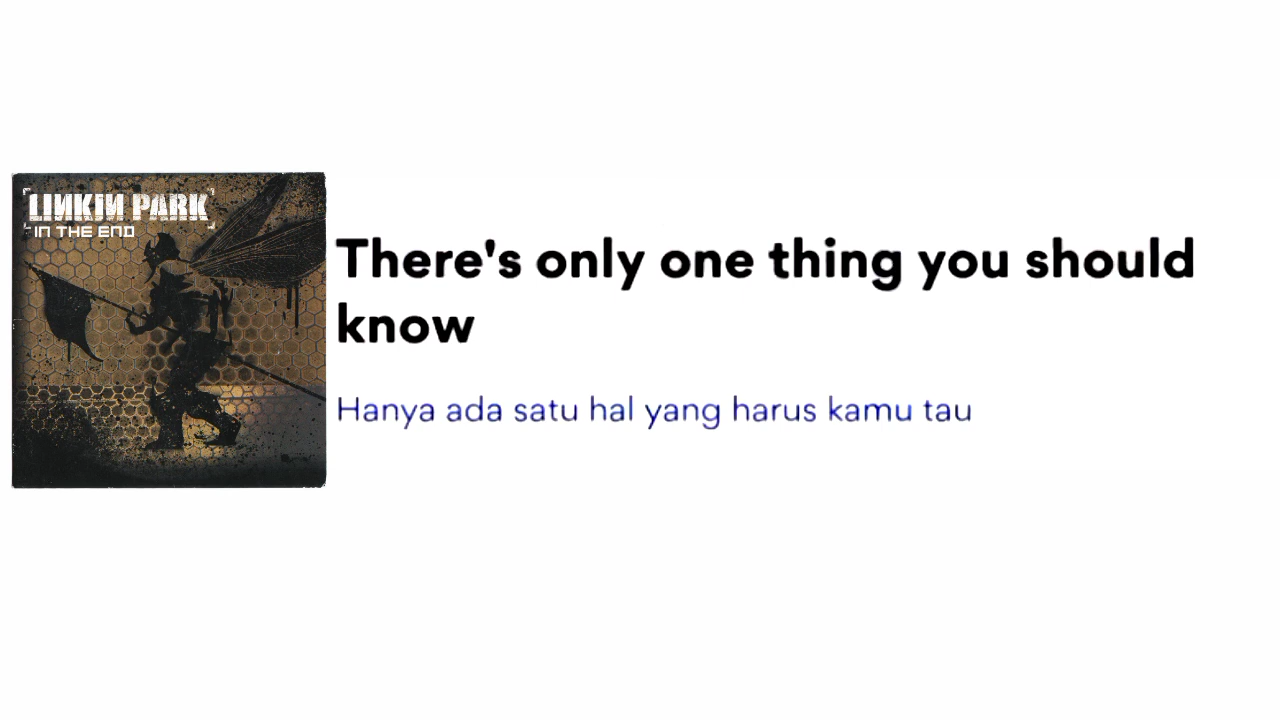 LINKIN PARK
IN THE END
There's only one thing you should
know
Hanya ada satu hal yang harus kamu tau